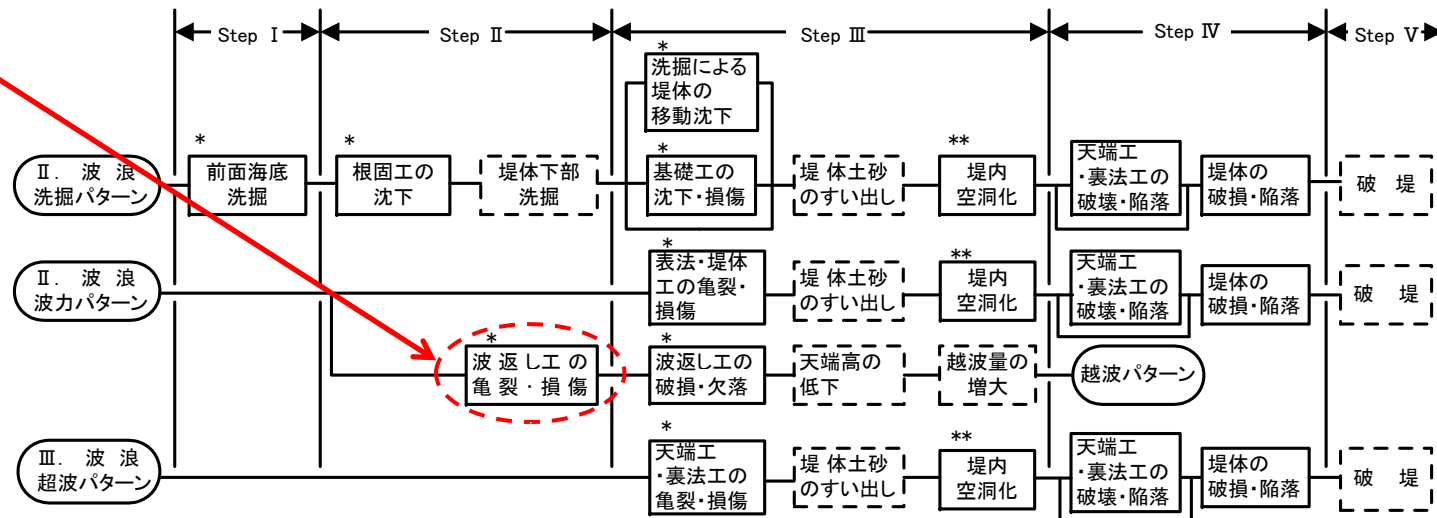 Step Ⅰ
Step Ⅱ
Step Ⅲ
Step Ⅳ
Step Ⅴ
*
洗掘による
堤体の
移動沈下
Ⅱ. 波 浪
洗掘パターン
*
前面海底
洗掘
*
根固工の
沈下
堤体下部
洗掘
*
基礎工の
沈下・損傷
堤 体土砂
のすい出し
**
堤内
空洞化
天端工
・裏法工の
破壊・陥落
堤体の
破損・陥落
破 堤
Ⅱ. 波 浪
波力パターン
*
表法・堤体
工の亀裂・
損傷
堤 体土砂
のすい出し
**
堤内
空洞化
天端工
・裏法工の
破壊・陥落
堤体の
破損・陥落
破 堤
*
波返し工の
亀裂・損傷
*
波返し工の
破損・欠落
天端高の
低下
越波量の
増大
越波パターン
Ⅲ. 波 浪
超波パターン
*
天端工
・裏法工の
亀裂・損傷
堤 体土砂
のすい出し
**
堤内
空洞化
天端工
・裏法工の
破壊・陥落
堤体の
破損・陥落
破 堤